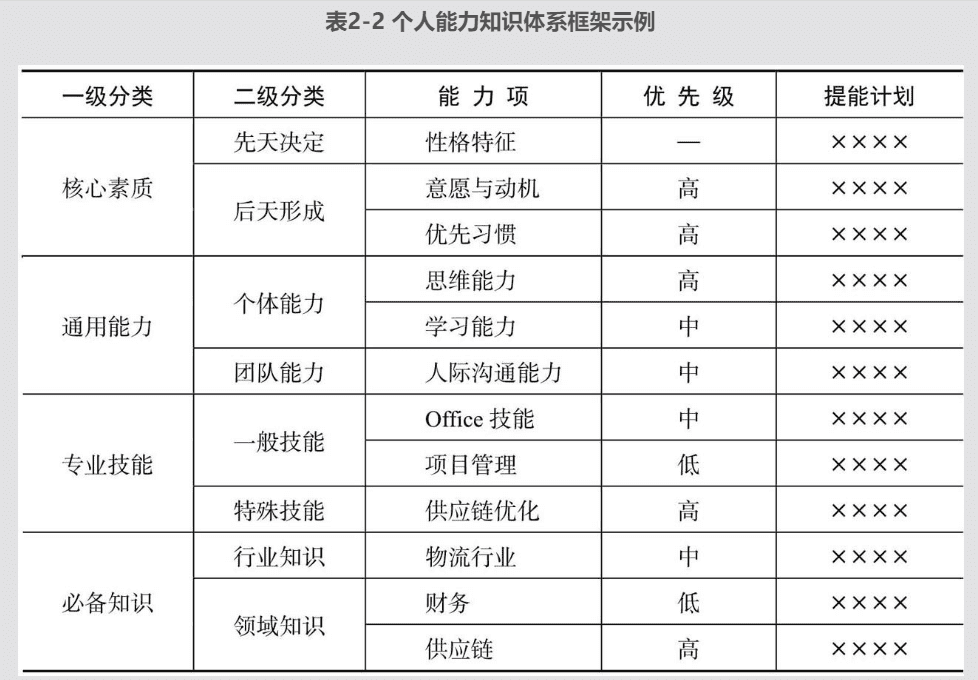 表2-2 个人能力知识体系框架示例
一级分类 二级分类 能力项 优先级 提能计划
核心素质 先天决定 性格特征 — ××××
后天形成 意愿与动机 高 ××××
优先习惯 高 ××××
通用能力 个体能力 思维能力 高 ××××
学习能力 中 ××××
团队能力 人际沟通能力 中 ××××
专业技能 一般技能 Office 技能 中 ××××
项目管理 低 ××××
特殊技能 供应链优化 高 ××××
必备知识 行业知识 物流行业 中 ××××
领域知识 财务 低 ××××
供应链 高 ××××